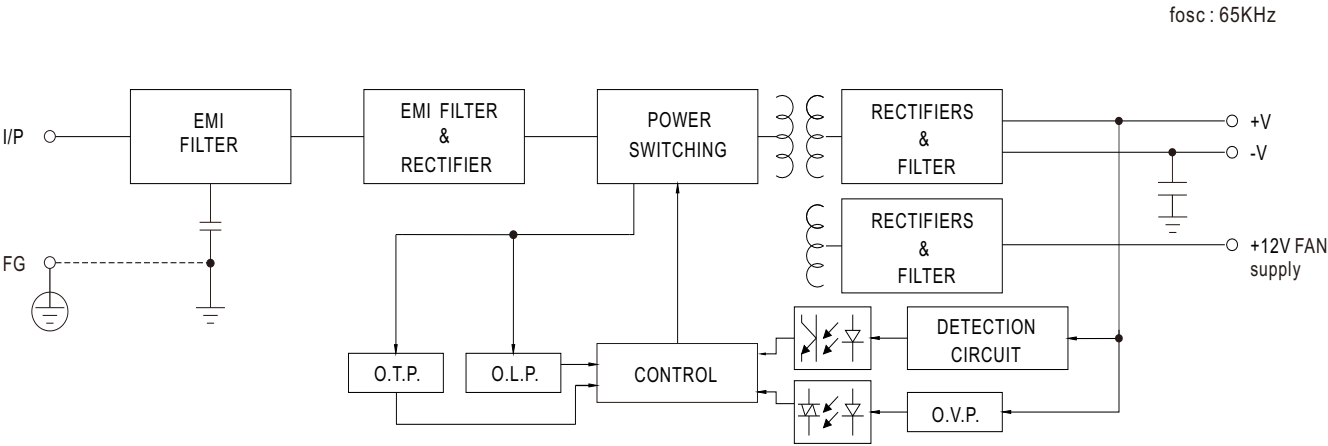 fosc : 65KHz
I/P
EMI
FILTER
EMI FILTER
&
RECTIFIER
POWER
SWITCHING
RECTIFIERS
&
FILTER
+V
-V
RECTIFIERS
&
FILTER
+12V FAN
supply
FG
DETECTION
CIRCUIT
O.T.P.
O.L.P.
CONTROL
O.V.P.